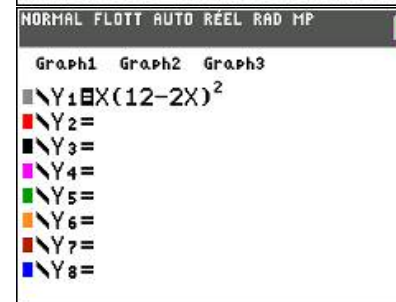 NORMAL FLOTT AUTO RÉEL RAD MP
Graph1 Graph2 Graph3
\Y₁=X(12-2X)²
\Y₂=
\Y₃=
\Y₄=
\Y₅=
\Y₆=
\Y₇=
\Y₈=